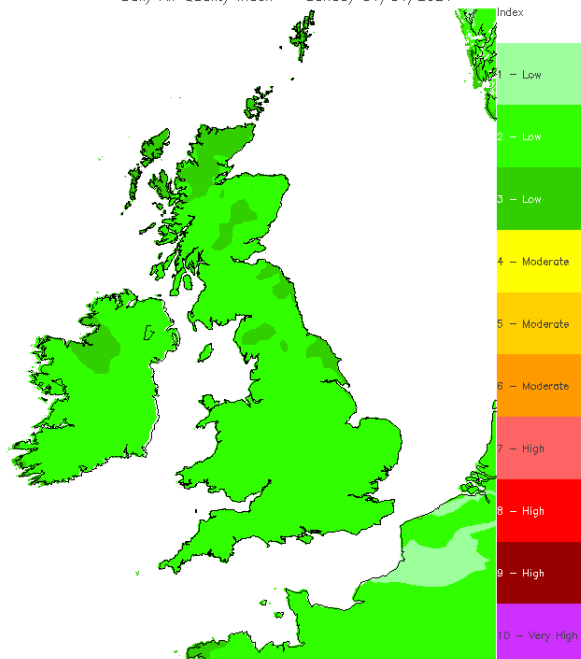 Index
1 - Low
2 - Low
3 - Low
4 - Moderate
5 - Moderate
6 - Moderate
7 - High
8 - High
9 - High
10 - Very High